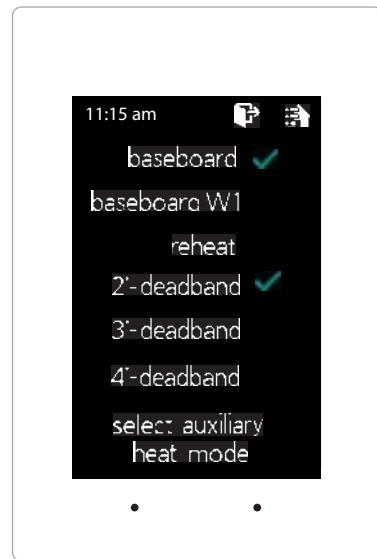 11:15 am
baseboard
baseboard W1
reheat
2°-deadband
3°-deadband
4°-deadband
select auxiliary
heat mode